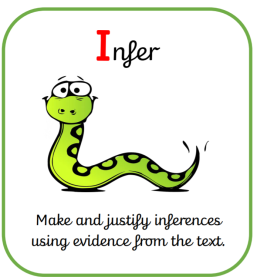 Infer
Make and justify inferences
using evidence from the text.